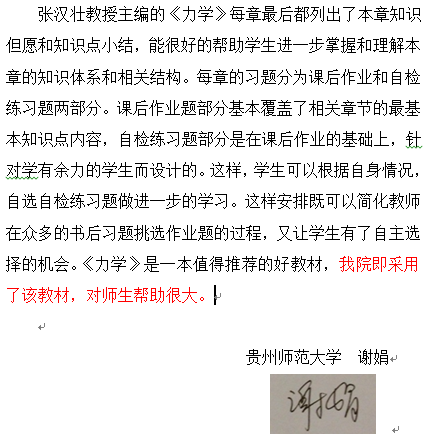 张汉壮教授主编的《力学》每章最后都列出了本章知识
但愿和知识点小结，能很好的帮助学生进一步掌握和理解本
章的知识体系和相关结构。每章的习题分为课后作业和自检
练习题两部分。课后作业题部分基本覆盖了相关章节的最基
本知识点内容，自检练习题部分是在课后作业的基础上，针
对学有余力的学生而设计的。这样，学生可以根据自身情况，
自选自检练习题做进一步的学习。这样安排既可以简化教师
在众多的书后习题挑选作业题的过程，又让学生有了自主选
择的机会。《力学》是一本值得推荐的好教材，我院即采用
了该教材，对师生帮助很大。
贵州师范大学 谢娟
谢娟